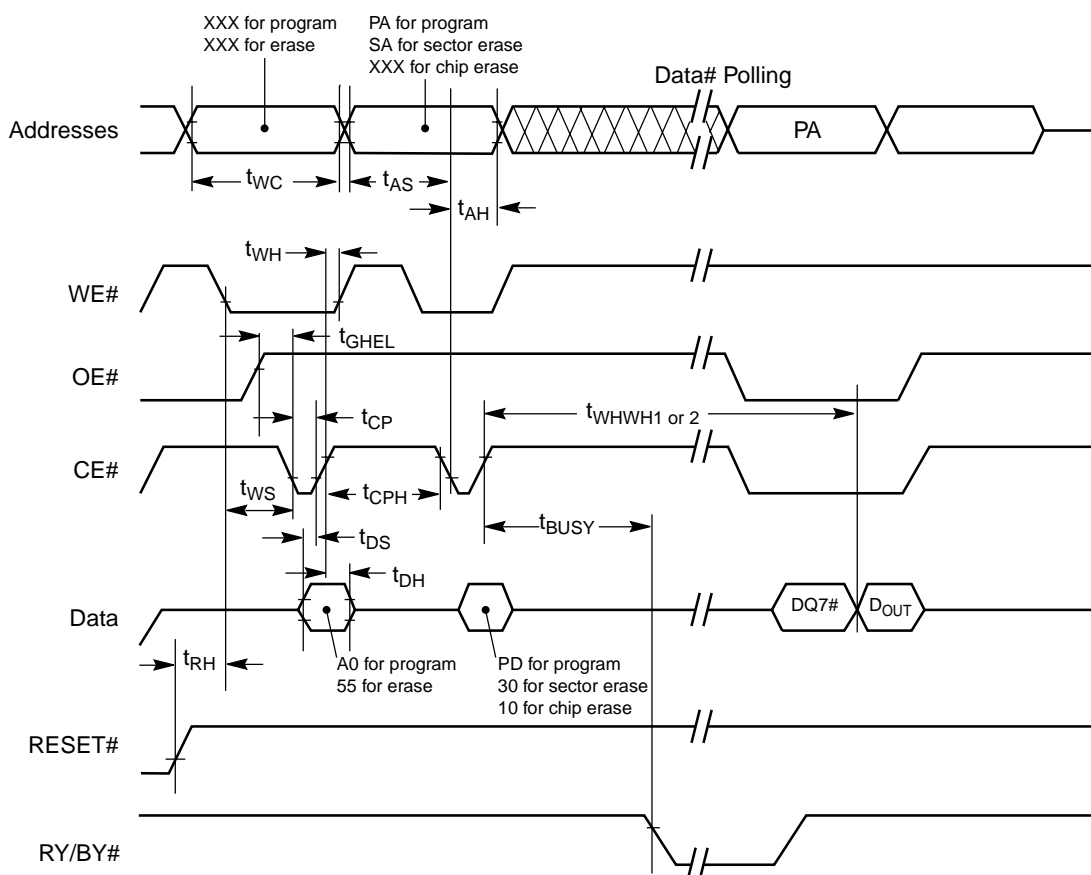 XXX for program
XXX for erase
PA for program
SA for sector erase
XXX for chip erase
Data# Polling
Addresses
PA
tWC
tAS
tAH
tWH
WE#
tGHEL
OE#
tWHWH1 or 2
tCP
CE#
tWS
tCPH
tBUSY
tDS
tDH
Data
DQ7#
DOUT
tRH
A0 for program
55 for erase
PD for program
30 for sector erase
10 for chip erase
RESET#
RY/BY#